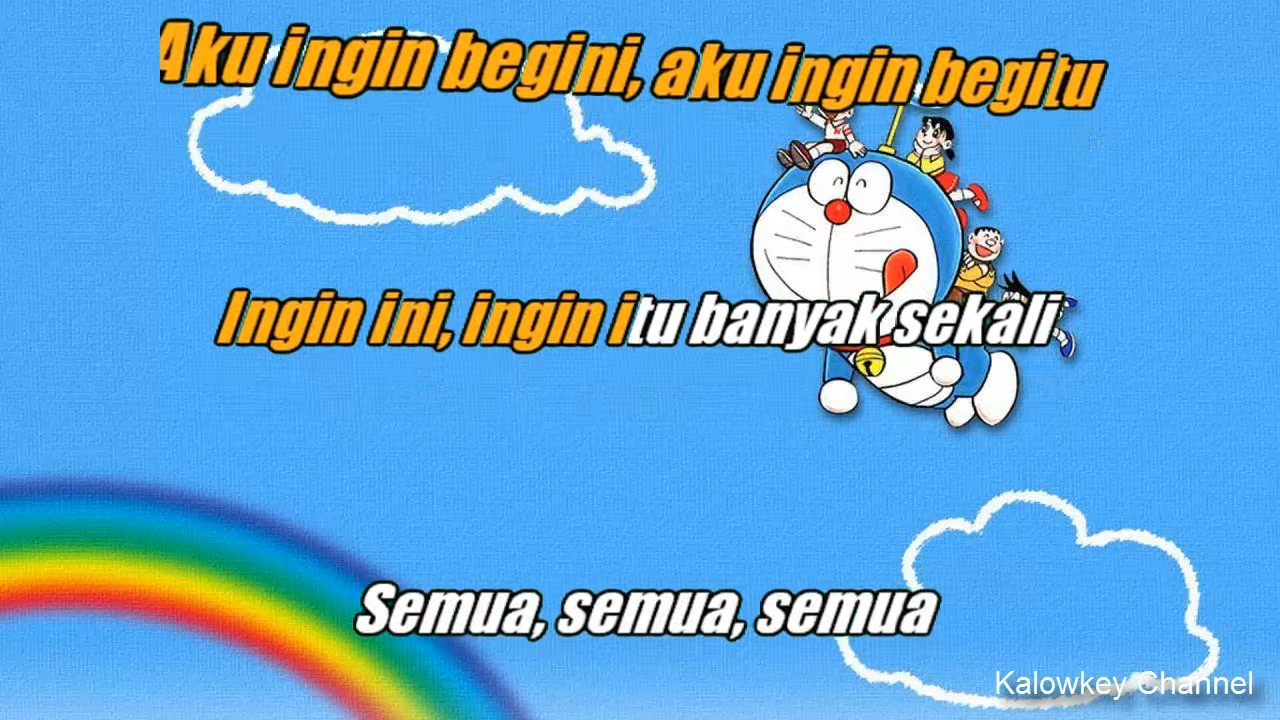 Aku ingin begini, aku ingin begitu
Ingin ini, ingin itu banyak sekali
Semua, semua, semua
Kalowkey Channel